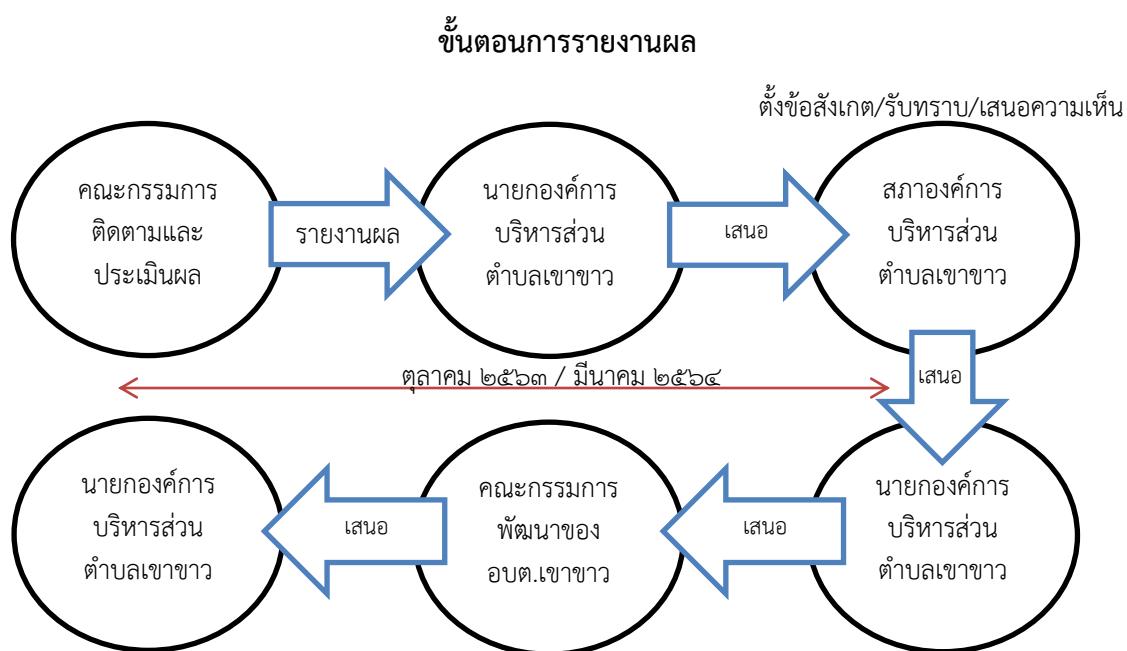 ขั้นตอนการรายงานผล
ตั้งข้อสังเกต/รับทราบ/เสนอความเห็น
คณะกรรมการ
ติดตามและ
ประเมินผล
รายงานผล
นายกองค์การ
บริหารส่วน
ตำบลเขาขาว
เสนอ
สภาองค์การ
บริหารส่วน
ตำบลเขาขาว
เสนอ
ตุลาคม ๒๕๖๓ / มีนาคม ๒๕๖๔
นายกองค์การ
บริหารส่วน
ตำบลเขาขาว
เสนอ
คณะกรรมการ
พัฒนาของ
อบต.เขาขาว
เสนอ
นายกองค์การ
บริหารส่วน
ตำบลเขาขาว